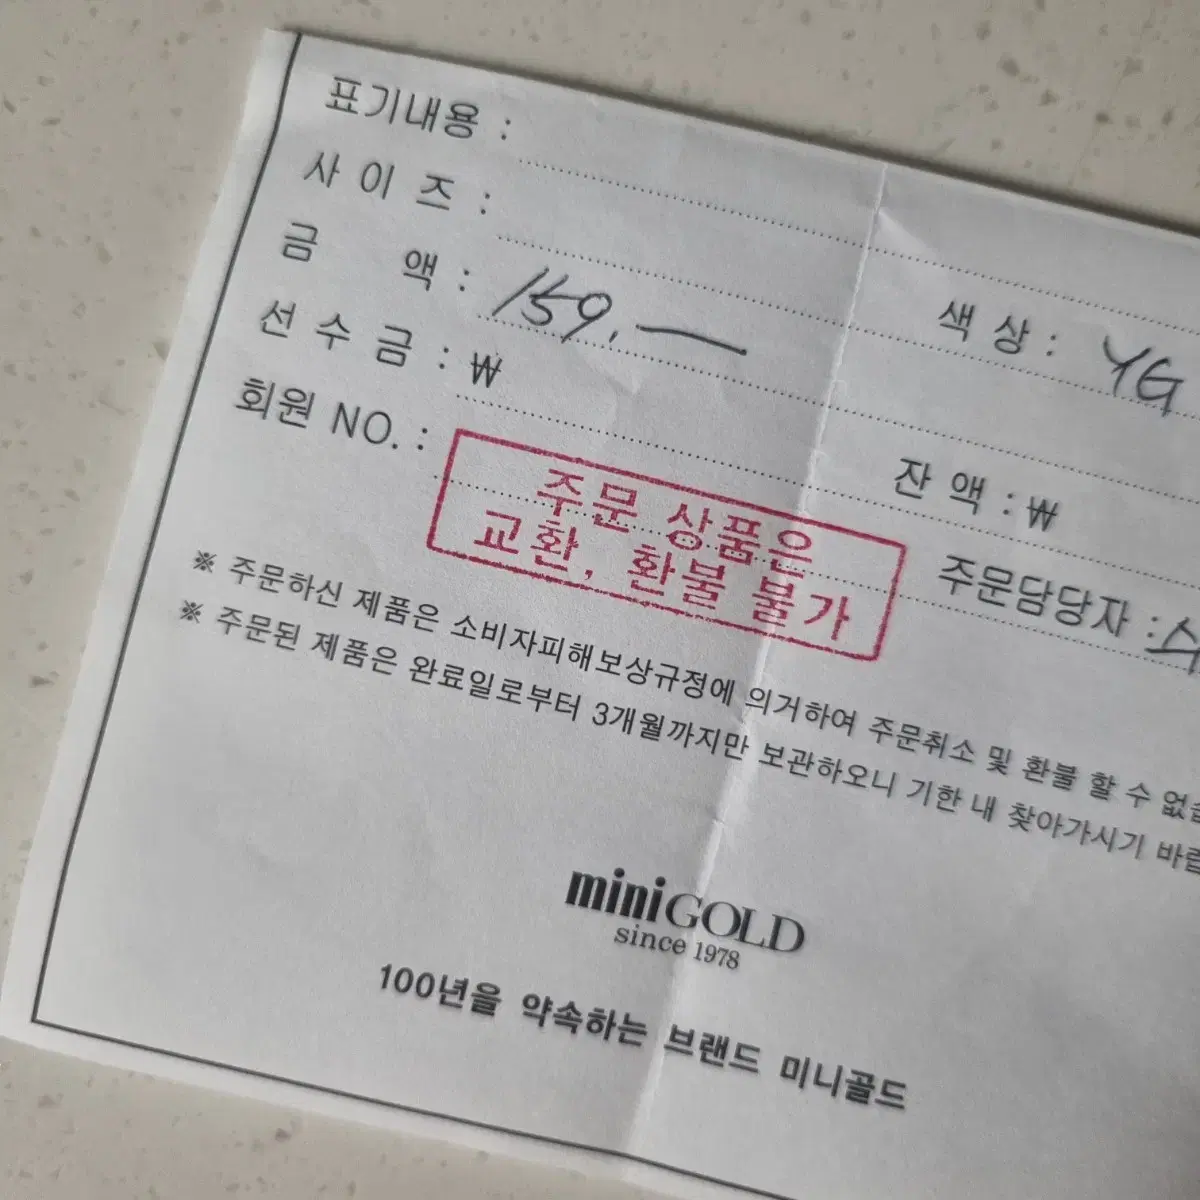 표기내용 :
사 이 즈 :
색 상 : YG
금 액 : 159,—
선 수 금 : ₩
잔 액 : ₩
회원 NO. :
주문담당자 :
주문 상품은
교환, 환불 불가
※ 주문하신 제품은 소비자피해보상규정에 의거하여 주문취소 및 환불 할 수
※ 주문된 제품은 완료일로부터 3개월까지만 보관하오니 기한 내 찾아가시기
miniGOLD
since 1978
100년을 약속하는 브랜드 미니골드